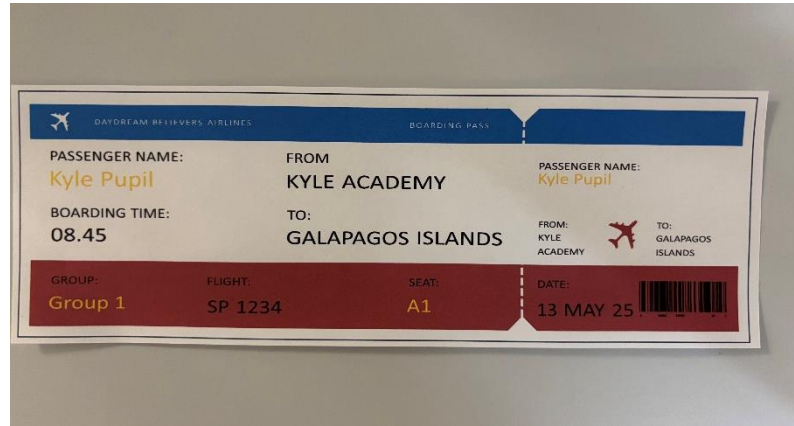 DAYDREAM BELIEVERS AIRLINES
BOARDING PASS
PASSENGER NAME:
Kyle Pupil
FROM
KYLE ACADEMY
BOARDING TIME:
08.45
TO:
GALAPAGOS ISLANDS
GROUP:
Group 1
FLIGHT:
SP 1234
SEAT:
A1
PASSENGER NAME:
Kyle Pupil
FROM:
KYLE
ACADEMY
TO:
GALAPAGOS
ISLANDS
DATE:
13 MAY 25